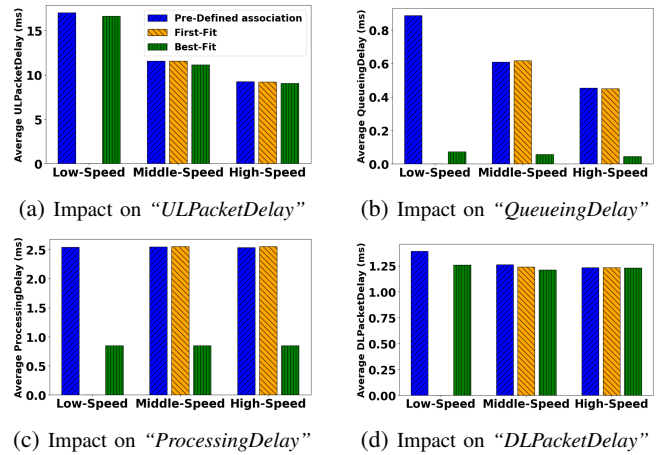 Average ULPacketDelay (ms)
15
10
5
0
Pre-Defined association
First-Fit
Best-Fit
Low-Speed Middle-Speed High-Speed
(a) Impact on “ULPacketDelay”
Average QueueingDelay (ms)
0.8
0.6
0.4
0.2
0.0
Low-Speed Middle-Speed High-Speed
(b) Impact on “QueueingDelay”
Average ProcessingDelay (ms)
2.5
2.0
1.5
1.0
0.5
0.0
Low-Speed Middle-Speed High-Speed
(c) Impact on “ProcessingDelay”
Average DLPacketDelay (ms)
1.25
1.00
0.75
0.50
0.25
0.00
Low-Speed Middle-Speed High-Speed
(d) Impact on “DLPacketDelay”